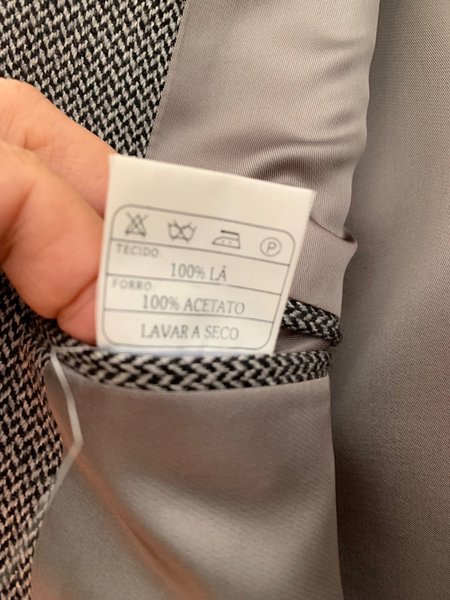 P
TECIDO:
100% LÃ
FORRO:
100% ACETATO
LAVAR A SECO